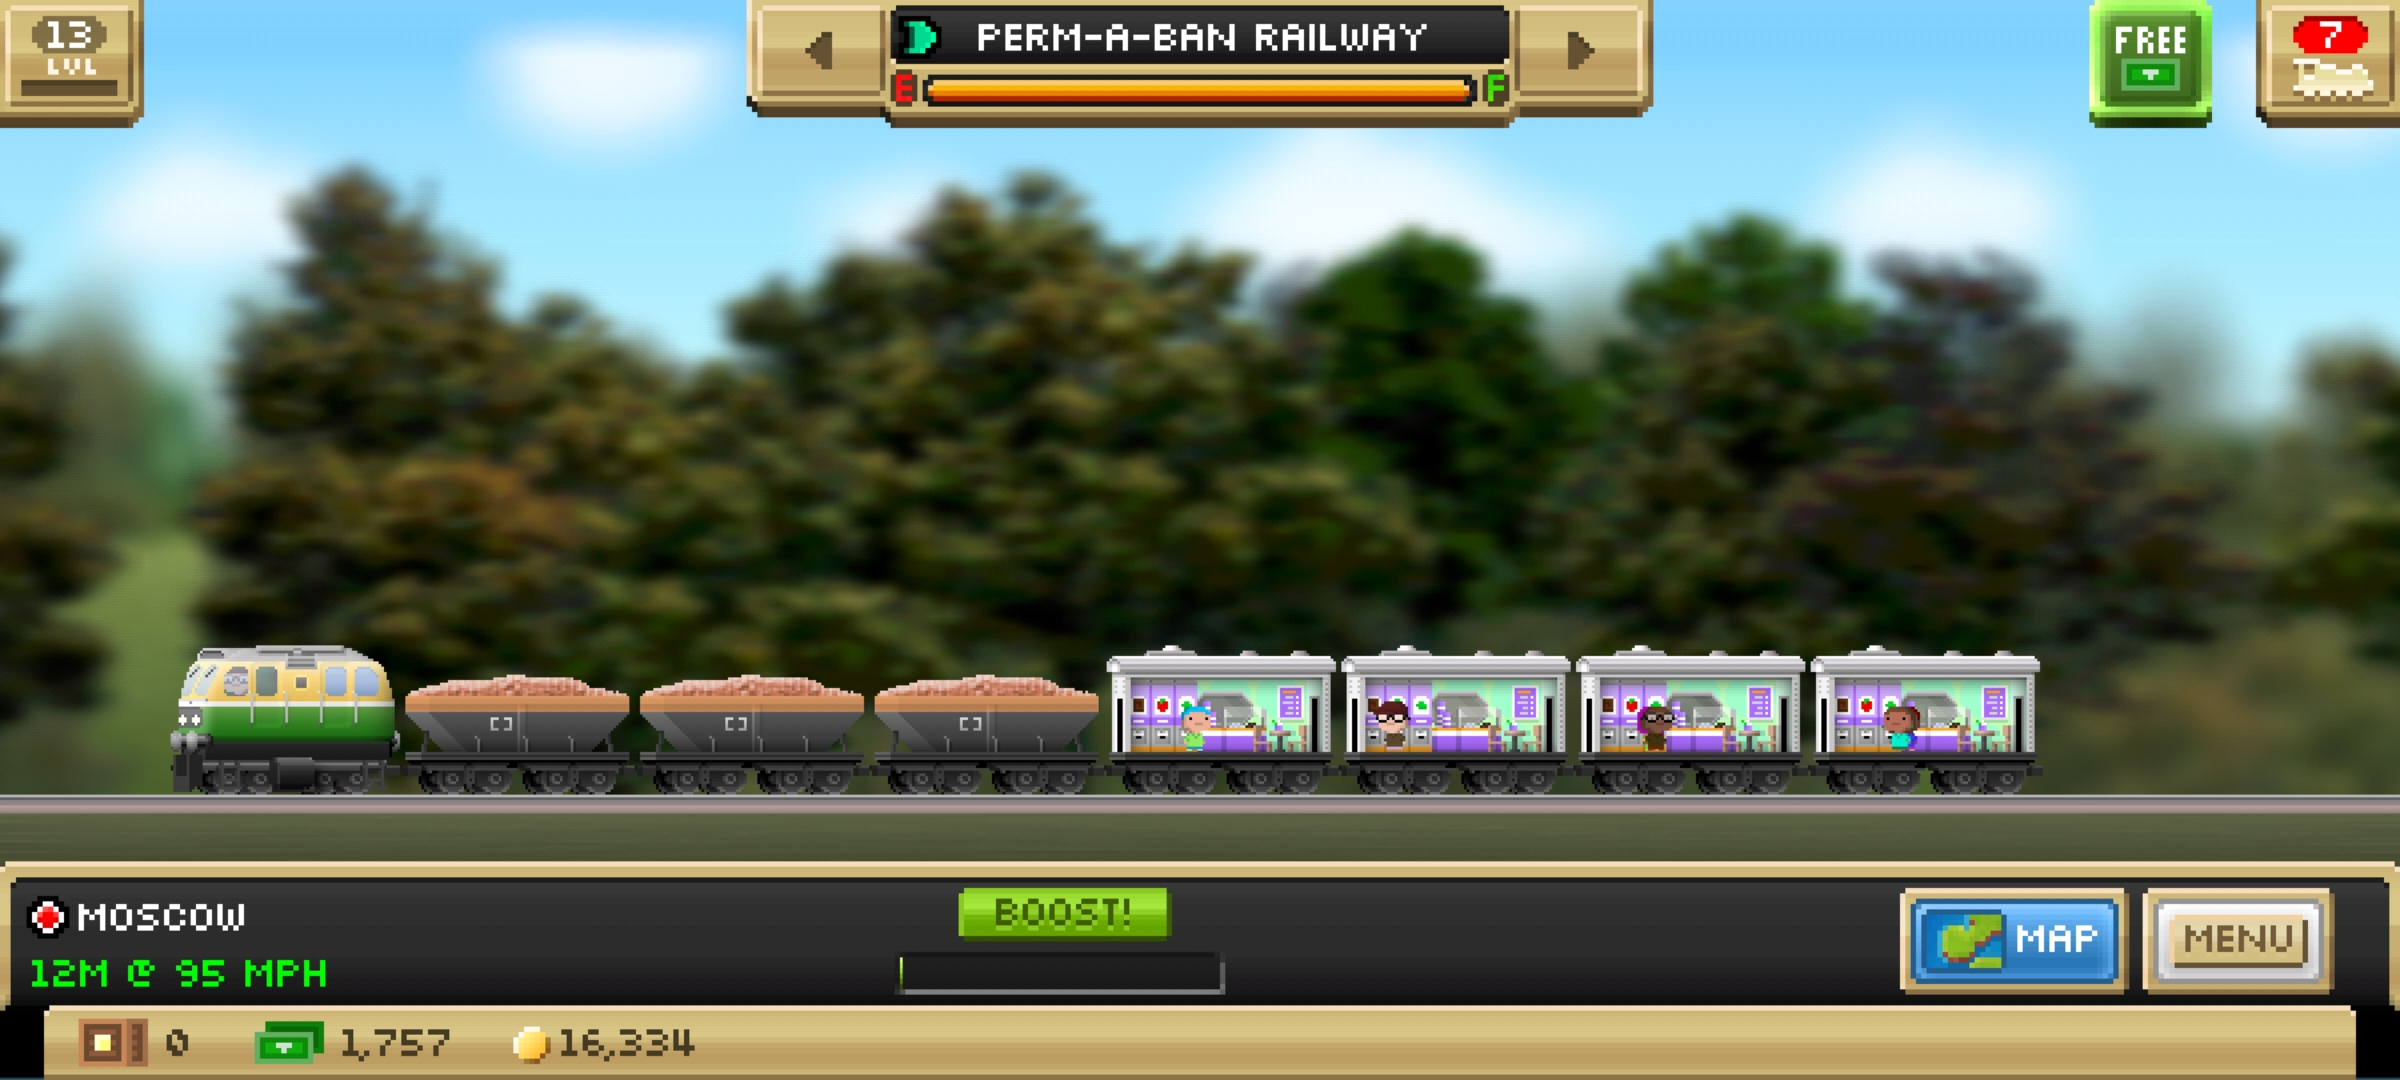 13
LVL
PERM-A-BAN RAILWAY
E F
FREE
7
MOSCOW
12M @ 95 MPH
BOOST!
MAP
MENU
0 1,757 16,334